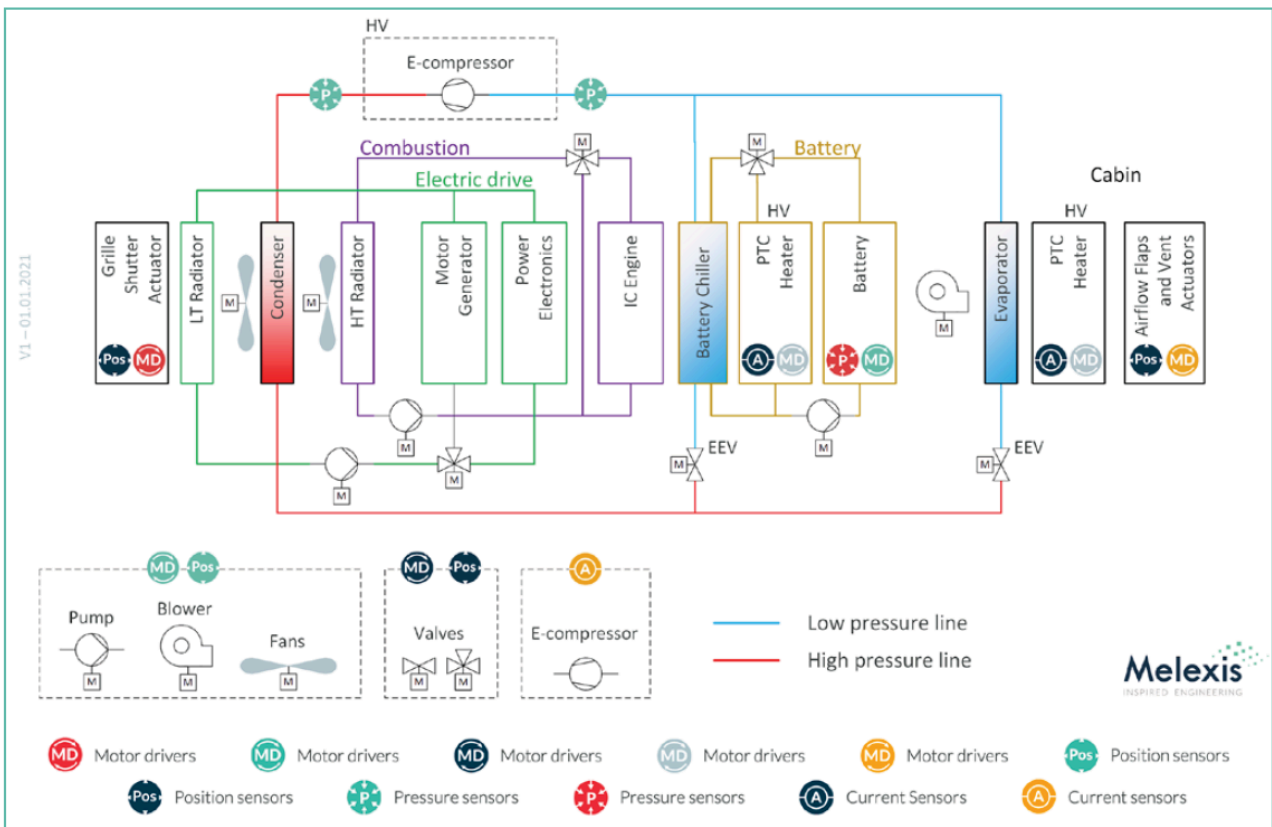 HV
E-compressor
P
P
M
M
Combustion
Battery
Electric drive
Cabin
HV
HV
Grille
Shutter
Actuator
LT Radiator
Condenser
HT Radiator
Motor
Generator
Power
Electronics
IC Engine
Battery Chiller
PTC
Heater
Battery
Evaporator
PTC
Heater
Airflow Flaps
and Vent
Actuators
M
M
M
Pos
MD
A
MD
P
MD
A
MD
Pos
MD
V1 – 01.01.2021
M
M
M
M
M
EEV
M
EEV
MD
Pos
MD
Pos
A
Pump
Blower
Fans
Valves
E-compressor
M
M
M
M
M
Low pressure line
High pressure line
Melexis
INSPIRED ENGINEERING
MD Motor drivers
MD Motor drivers
MD Motor drivers
MD Motor drivers
MD Motor drivers
Pos Position sensors
Pos Position sensors
P Pressure sensors
P Pressure sensors
A Current Sensors
A Current sensors